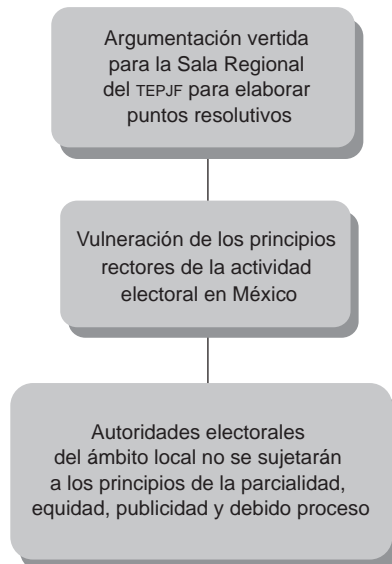 Argumentación vertida
para la Sala Regional
del TEPJF para elaborar
puntos resolutivos
Vulneración de los principios
rectores de la actividad
electoral en México
Autoridades electorales
del ámbito local no se sujetarán
a los principios de la parcialidad,
equidad, publicidad y debido proceso